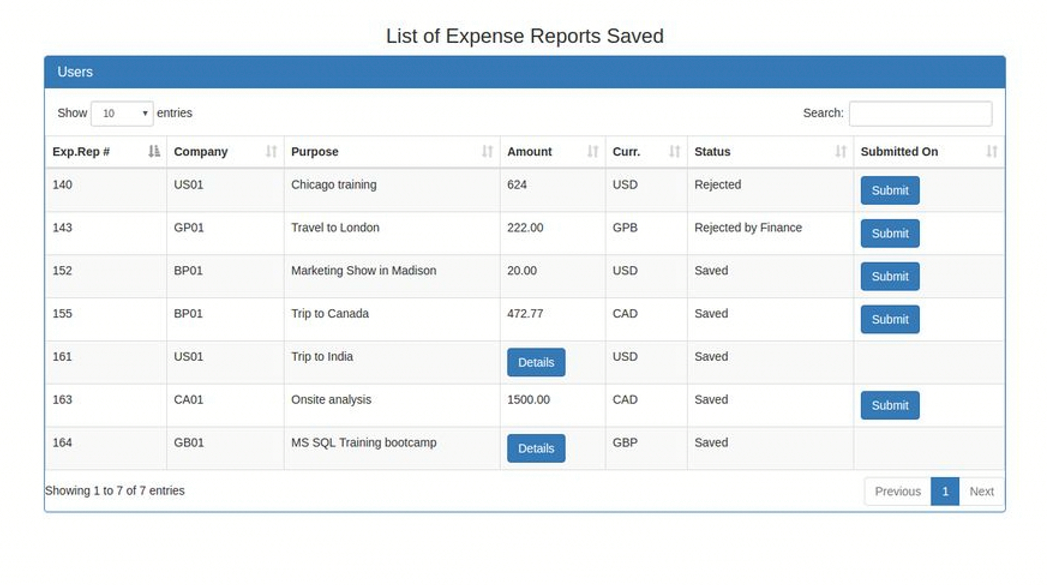 List of Expense Reports Saved
Users
Show 10 entries Search:
Exp.Rep # Company Purpose Amount Curr. Status Submitted On
140 US01 Chicago training 624 USD Rejected Submit
143 GP01 Travel to London 222.00 GPB Rejected by Finance Submit
152 BP01 Marketing Show in Madison 20.00 USD Saved Submit
155 BP01 Trip to Canada 472.77 CAD Saved Submit
161 US01 Trip to India Details USD Saved
163 CA01 Onsite analysis 1500.00 CAD Saved Submit
164 GB01 MS SQL Training bootcamp Details GBP Saved
Showing 1 to 7 of 7 entries Previous 1 Next